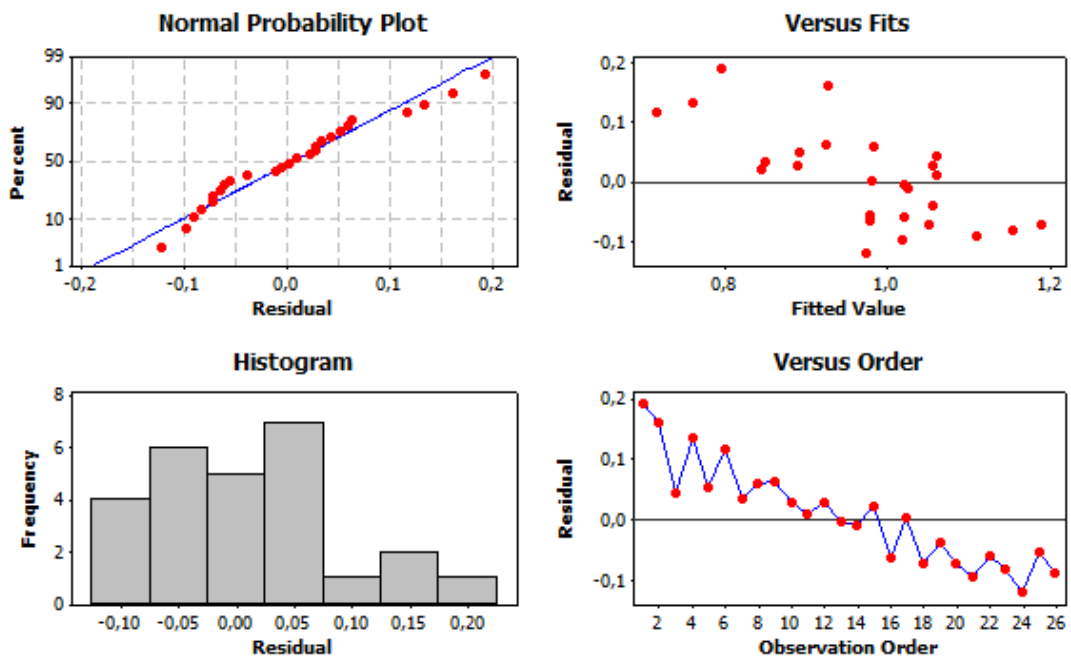 Normal Probability Plot
Percent
99
90
50
10
1
-0,2 -0,1 0,0 0,1 0,2
Residual
Versus Fits
Residual
0,2
0,1
0,0
-0,1
0,8 1,0 1,2
Fitted Value
Histogram
Frequency
8
6
4
2
0
-0,10 -0,05 0,00 0,05 0,10 0,15 0,20
Residual
Versus Order
Residual
0,2
0,1
0,0
-0,1
2 4 6 8 10 12 14 16 18 20 22 24 26
Observation Order